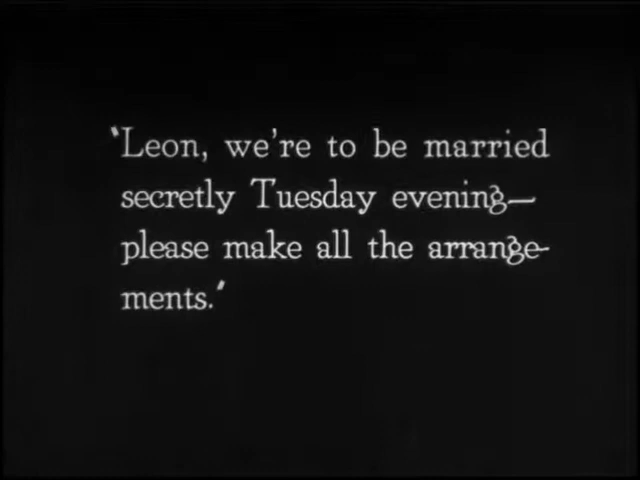 "Leon, we're to be married
secretly Tuesday evening—
please make all the arrange-
ments."